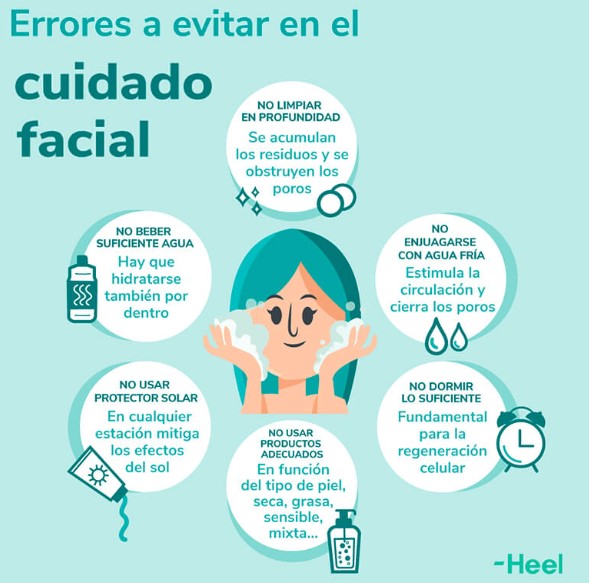 Errores a evitar en el
cuidado
facial
NO LIMPIAR
EN PROFUNDIDAD
Se acumulan
los residuos y se
obstruyen los
poros
NO BEBER
SUFICIENTE AGUA
Hay que
hidratarse
también por
dentro
NO
ENJUAGARSE
CON AGUA FRÍA
Estimula la
circulación y
cierra los poros
NO USAR
PROTECTOR SOLAR
En cualquier
estación mitiga
los efectos
del sol
NO DORMIR
LO SUFICIENTE
Fundamental
para la
regeneración
celular
NO USAR
PRODUCTOS
ADECUADOS
En función
del tipo de piel,
seca, grasa,
sensible,
mixta...
-Heel